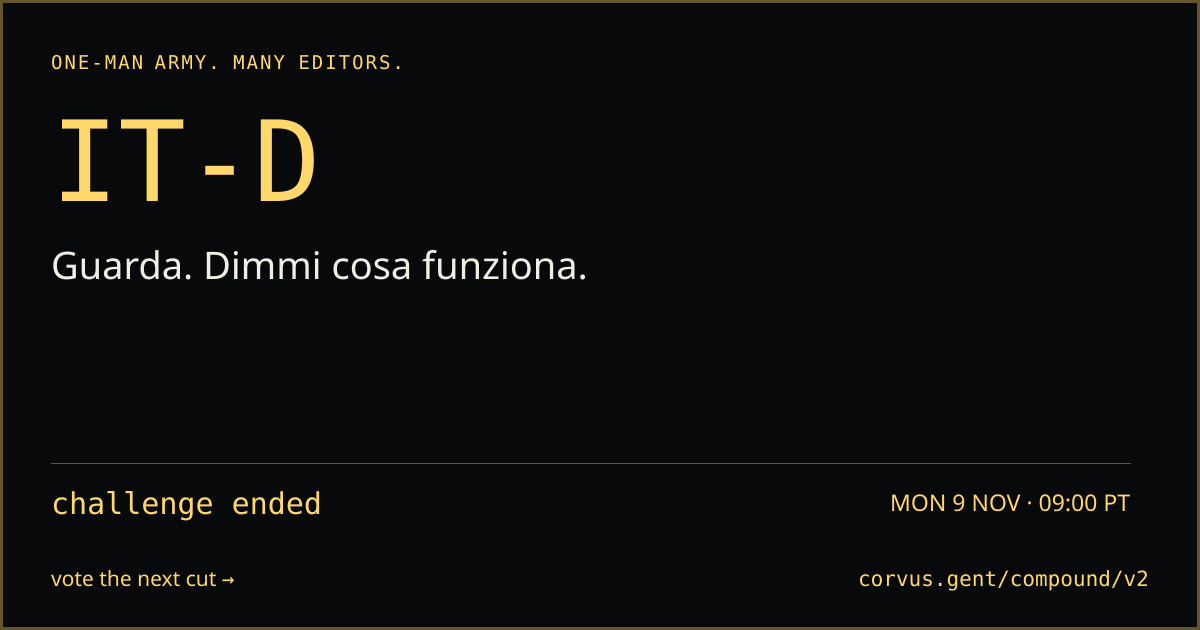 ONE-MAN ARMY. MANY EDITORS.
IT-D
Guarda. Dimmi cosa funziona.
challenge ended
MON 9 NOV · 09:00 PT
vote the next cut →
corvus.gent/compound/v2